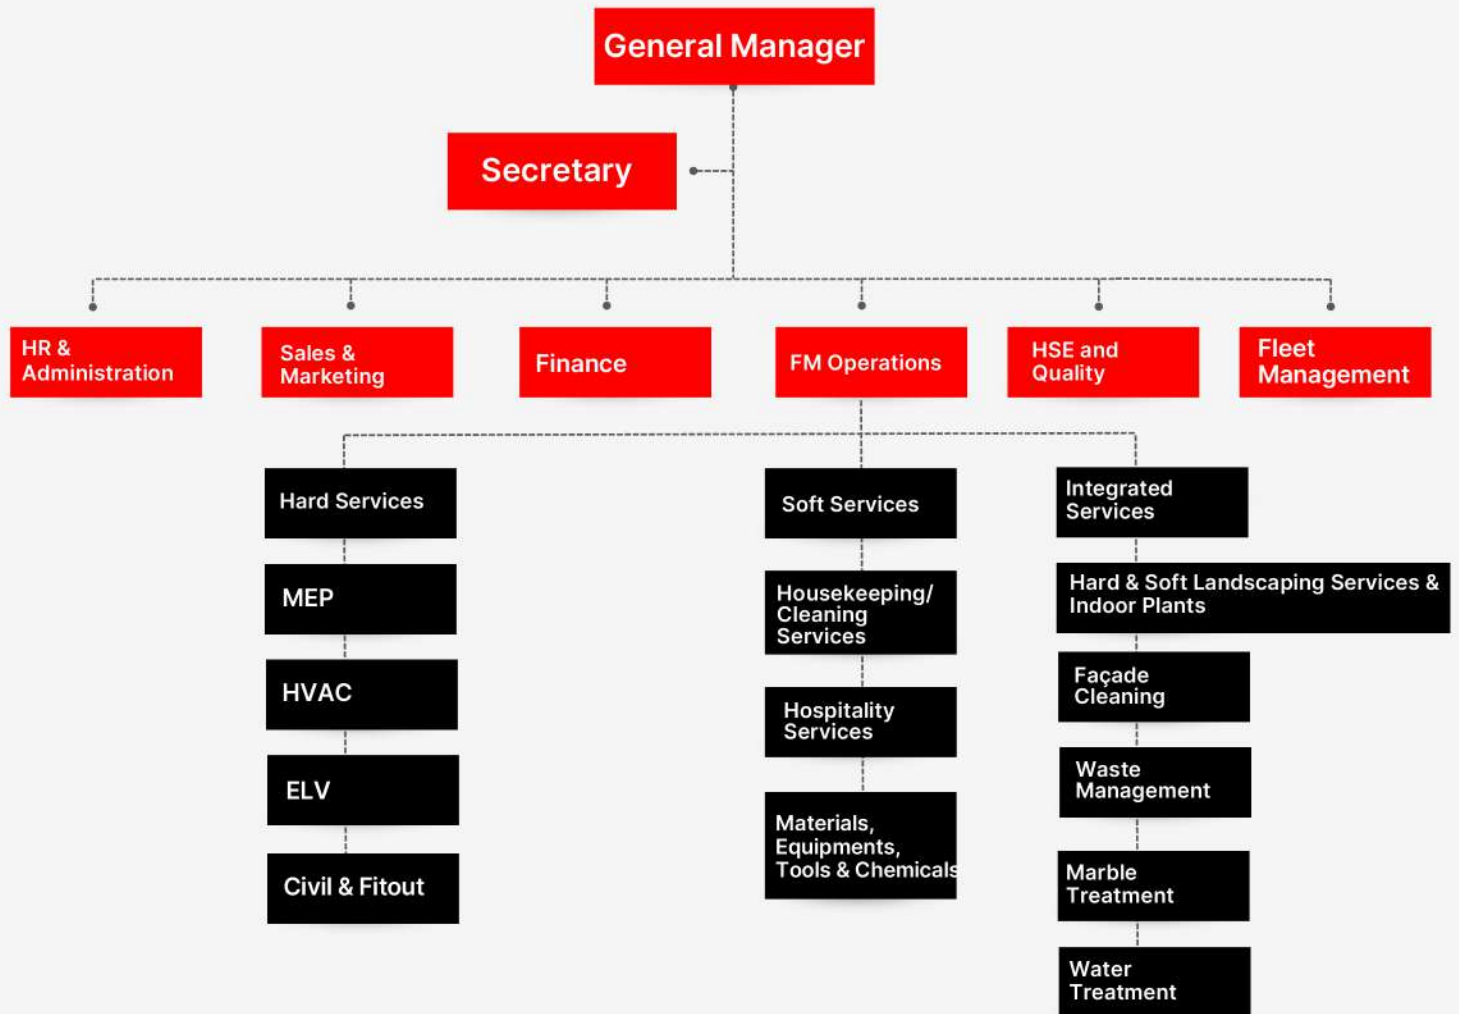 General Manager
Secretary
HR &
Administration
Sales &
Marketing
Finance
FM Operations
HSE and
Quality
Fleet
Management
Hard Services
MEP
HVAC
ELV
Civil & Fitout
Soft Services
Housekeeping/
Cleaning
Services
Hospitality
Services
Materials,
Equipments,
Tools & Chemicals
Integrated
Services
Hard & Soft Landscaping Services &
Indoor Plants
Façade
Cleaning
Waste
Management
Marble
Treatment
Water
Treatment